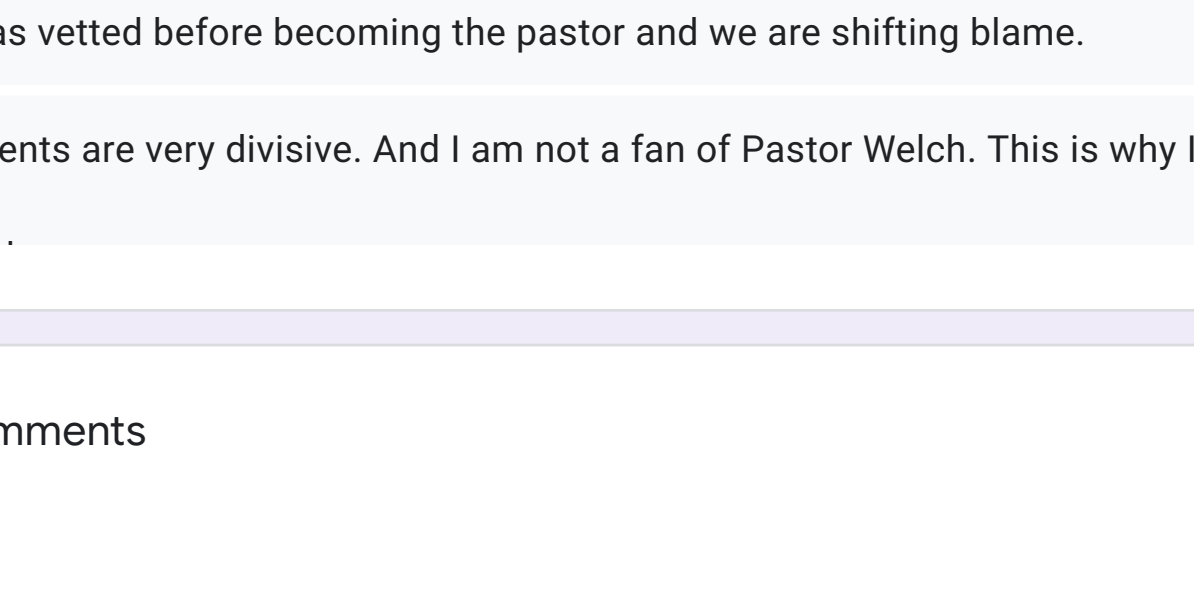 as vetted before becoming the pastor and we are shifting blame.
ents are very divisive. And I am not a fan of Pastor Welch. This is why I
.
mments